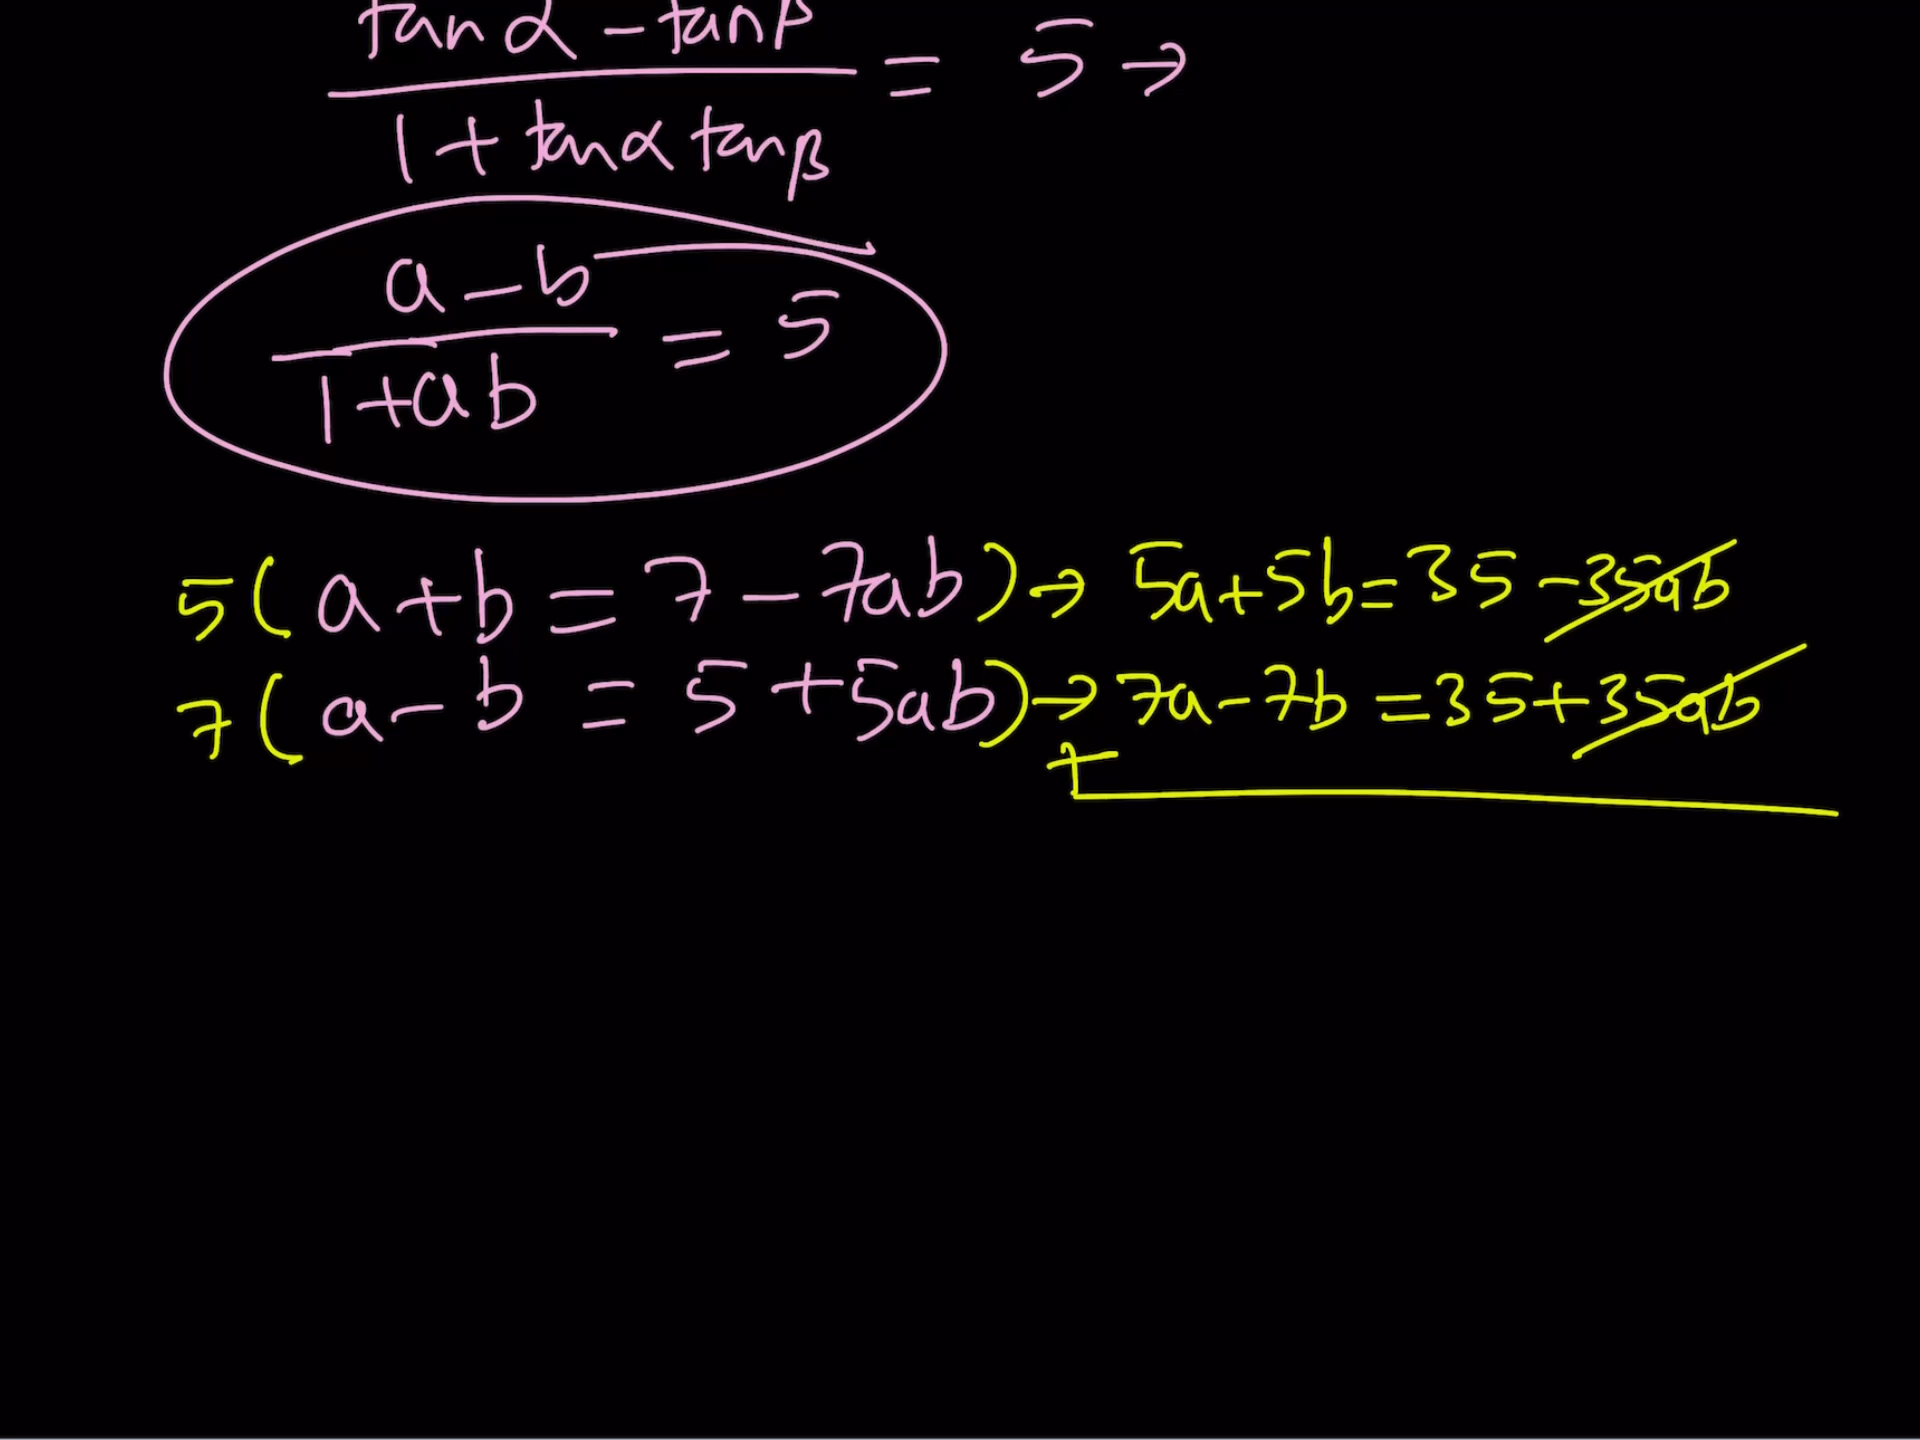 tanα - tanβ
= 5 →
1 + tanα tanβ
a - b
= 5
1 + ab
5( a + b = 7 - 7ab ) → 5a + 5b = 35 - 35ab
7( a - b = 5 + 5ab ) → 7a - 7b = 35 + 35ab
+